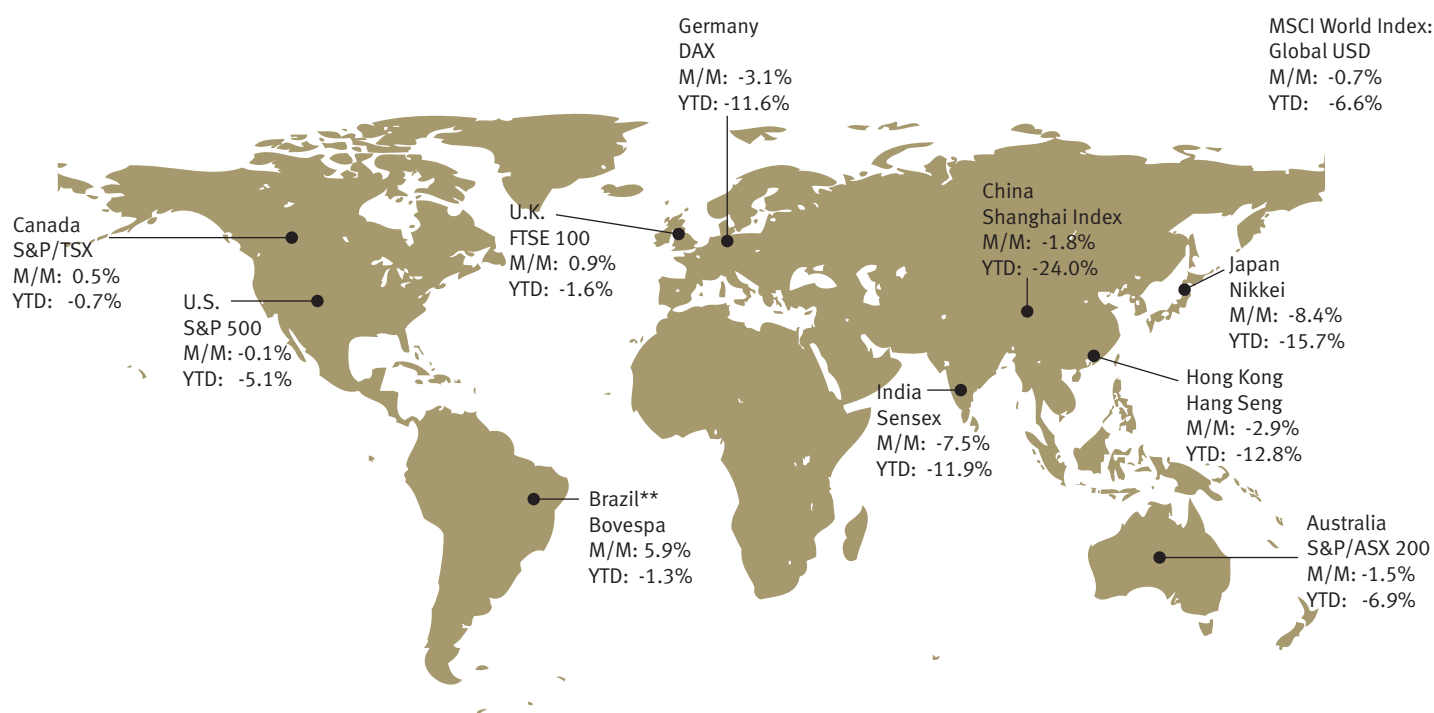 Germany
DAX
M/M: -3.1%
YTD: -11.6%
MSCI World Index:
Global USD
M/M: -0.7%
YTD: -6.6%
Canada
S&P/TSX
M/M: 0.5%
YTD: -0.7%
U.S.
S&P 500
M/M: -0.1%
YTD: -5.1%
U.K.
FTSE 100
M/M: 0.9%
YTD: -1.6%
China
Shanghai Index
M/M: -1.8%
YTD: -24.0%
Japan
Nikkei
M/M: -8.4%
YTD: -15.7%
Hong Kong
Hang Seng
M/M: -2.9%
YTD: -12.8%
India
Sensex
M/M: -7.5%
YTD: -11.9%
Brazil**
Bovespa
M/M: 5.9%
YTD: -1.3%
Australia
S&P/ASX 200
M/M: -1.5%
YTD: -6.9%